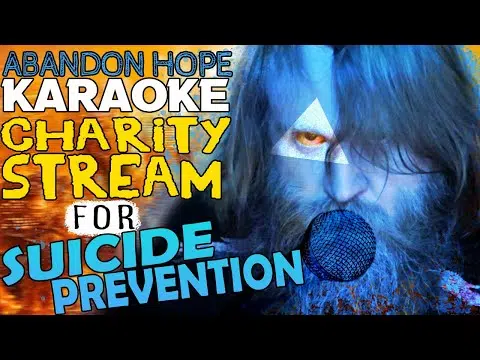 ABANDON HOPE
KARAOKE
CHARITY
STREAM
FOR
SUICIDE
PREVENTION